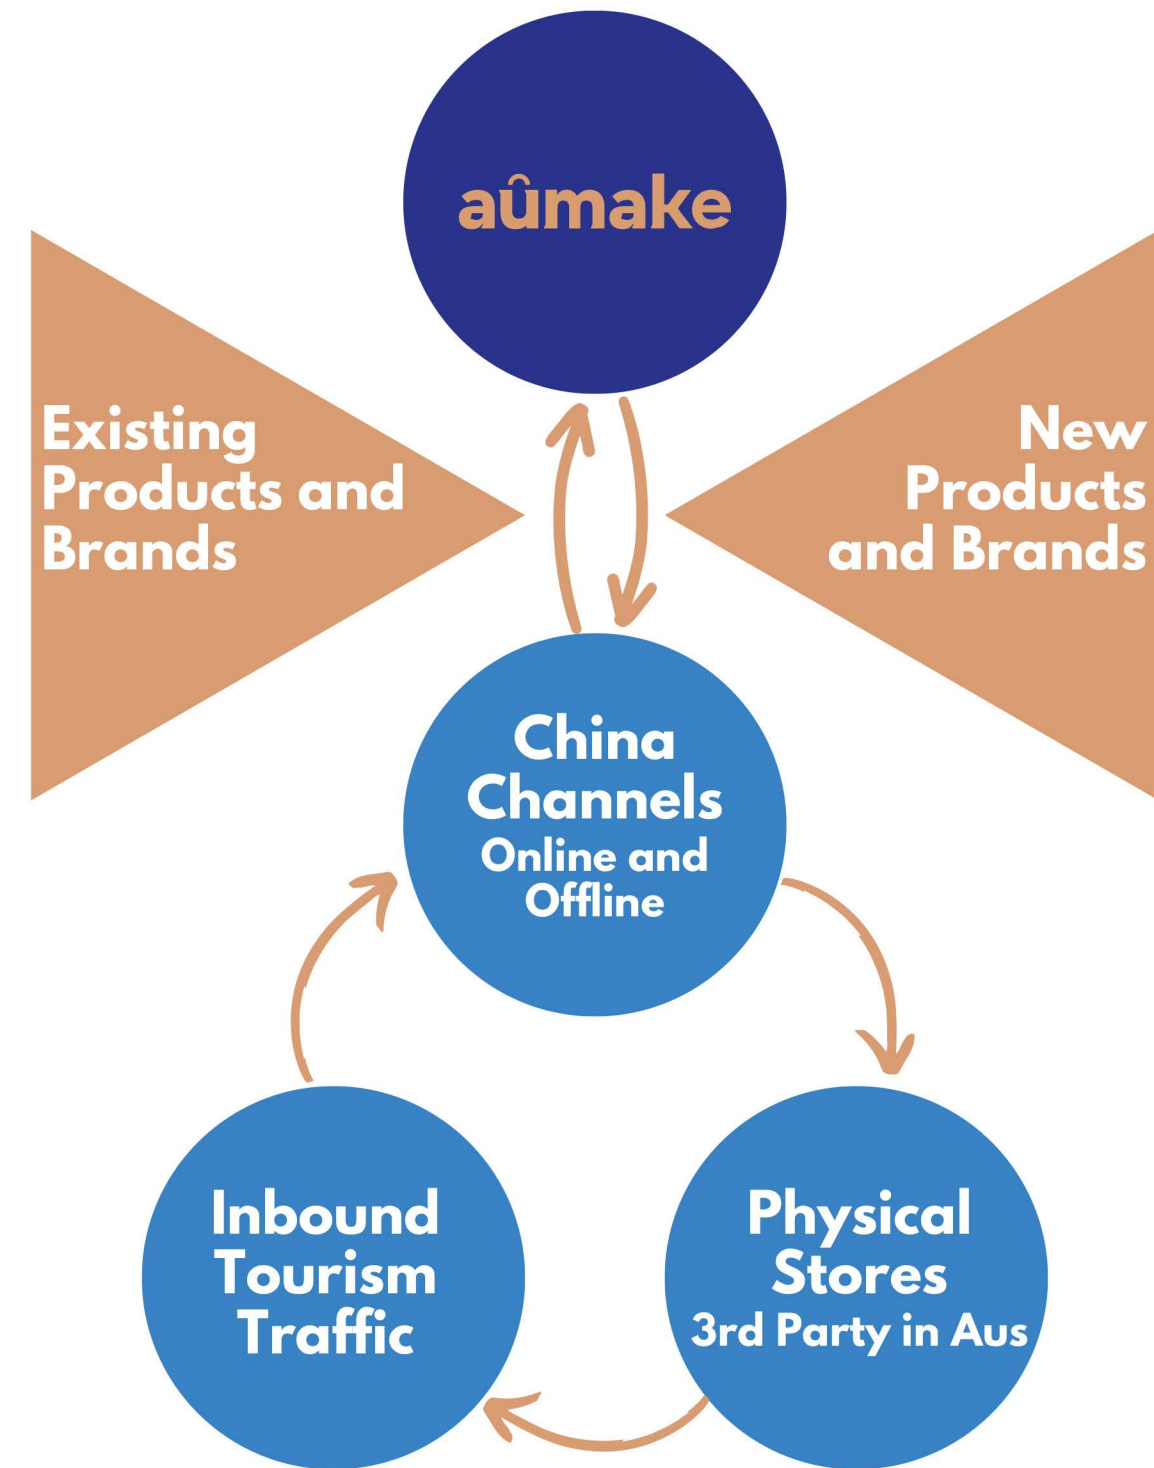 aûmake
Existing
Products and
Brands
New
Products
and Brands
China
Channels
Online and
Offline
Inbound
Tourism
Traffic
Physical
Stores
3rd Party in Aus